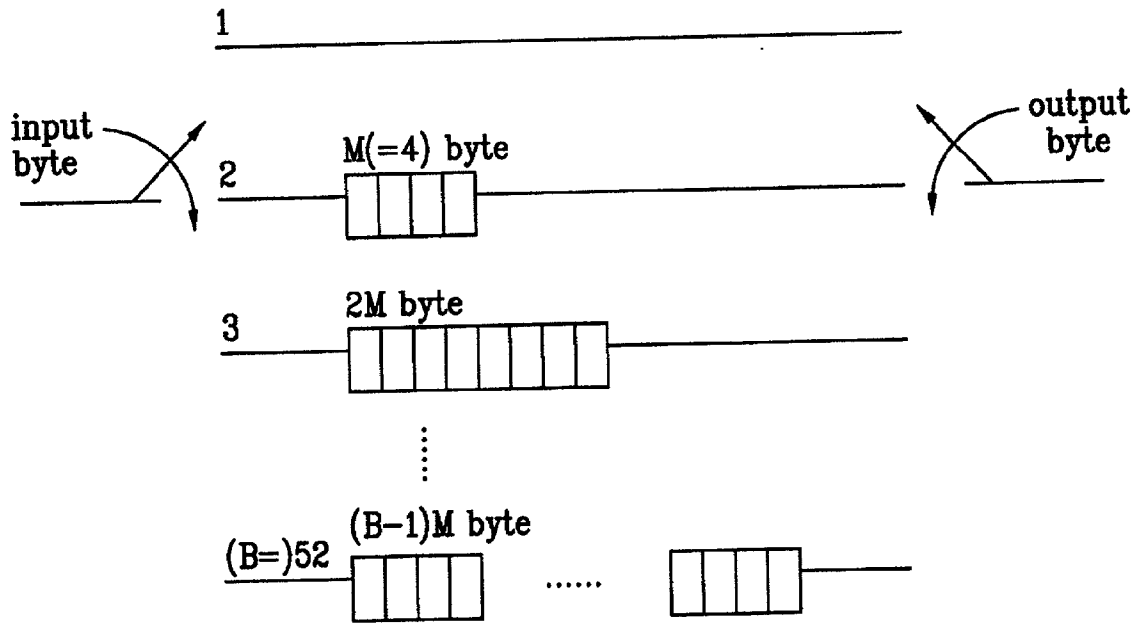 1
input
byte
output
byte
M(=4) byte
2
2M byte
3
(B-1)M byte
(B=)52